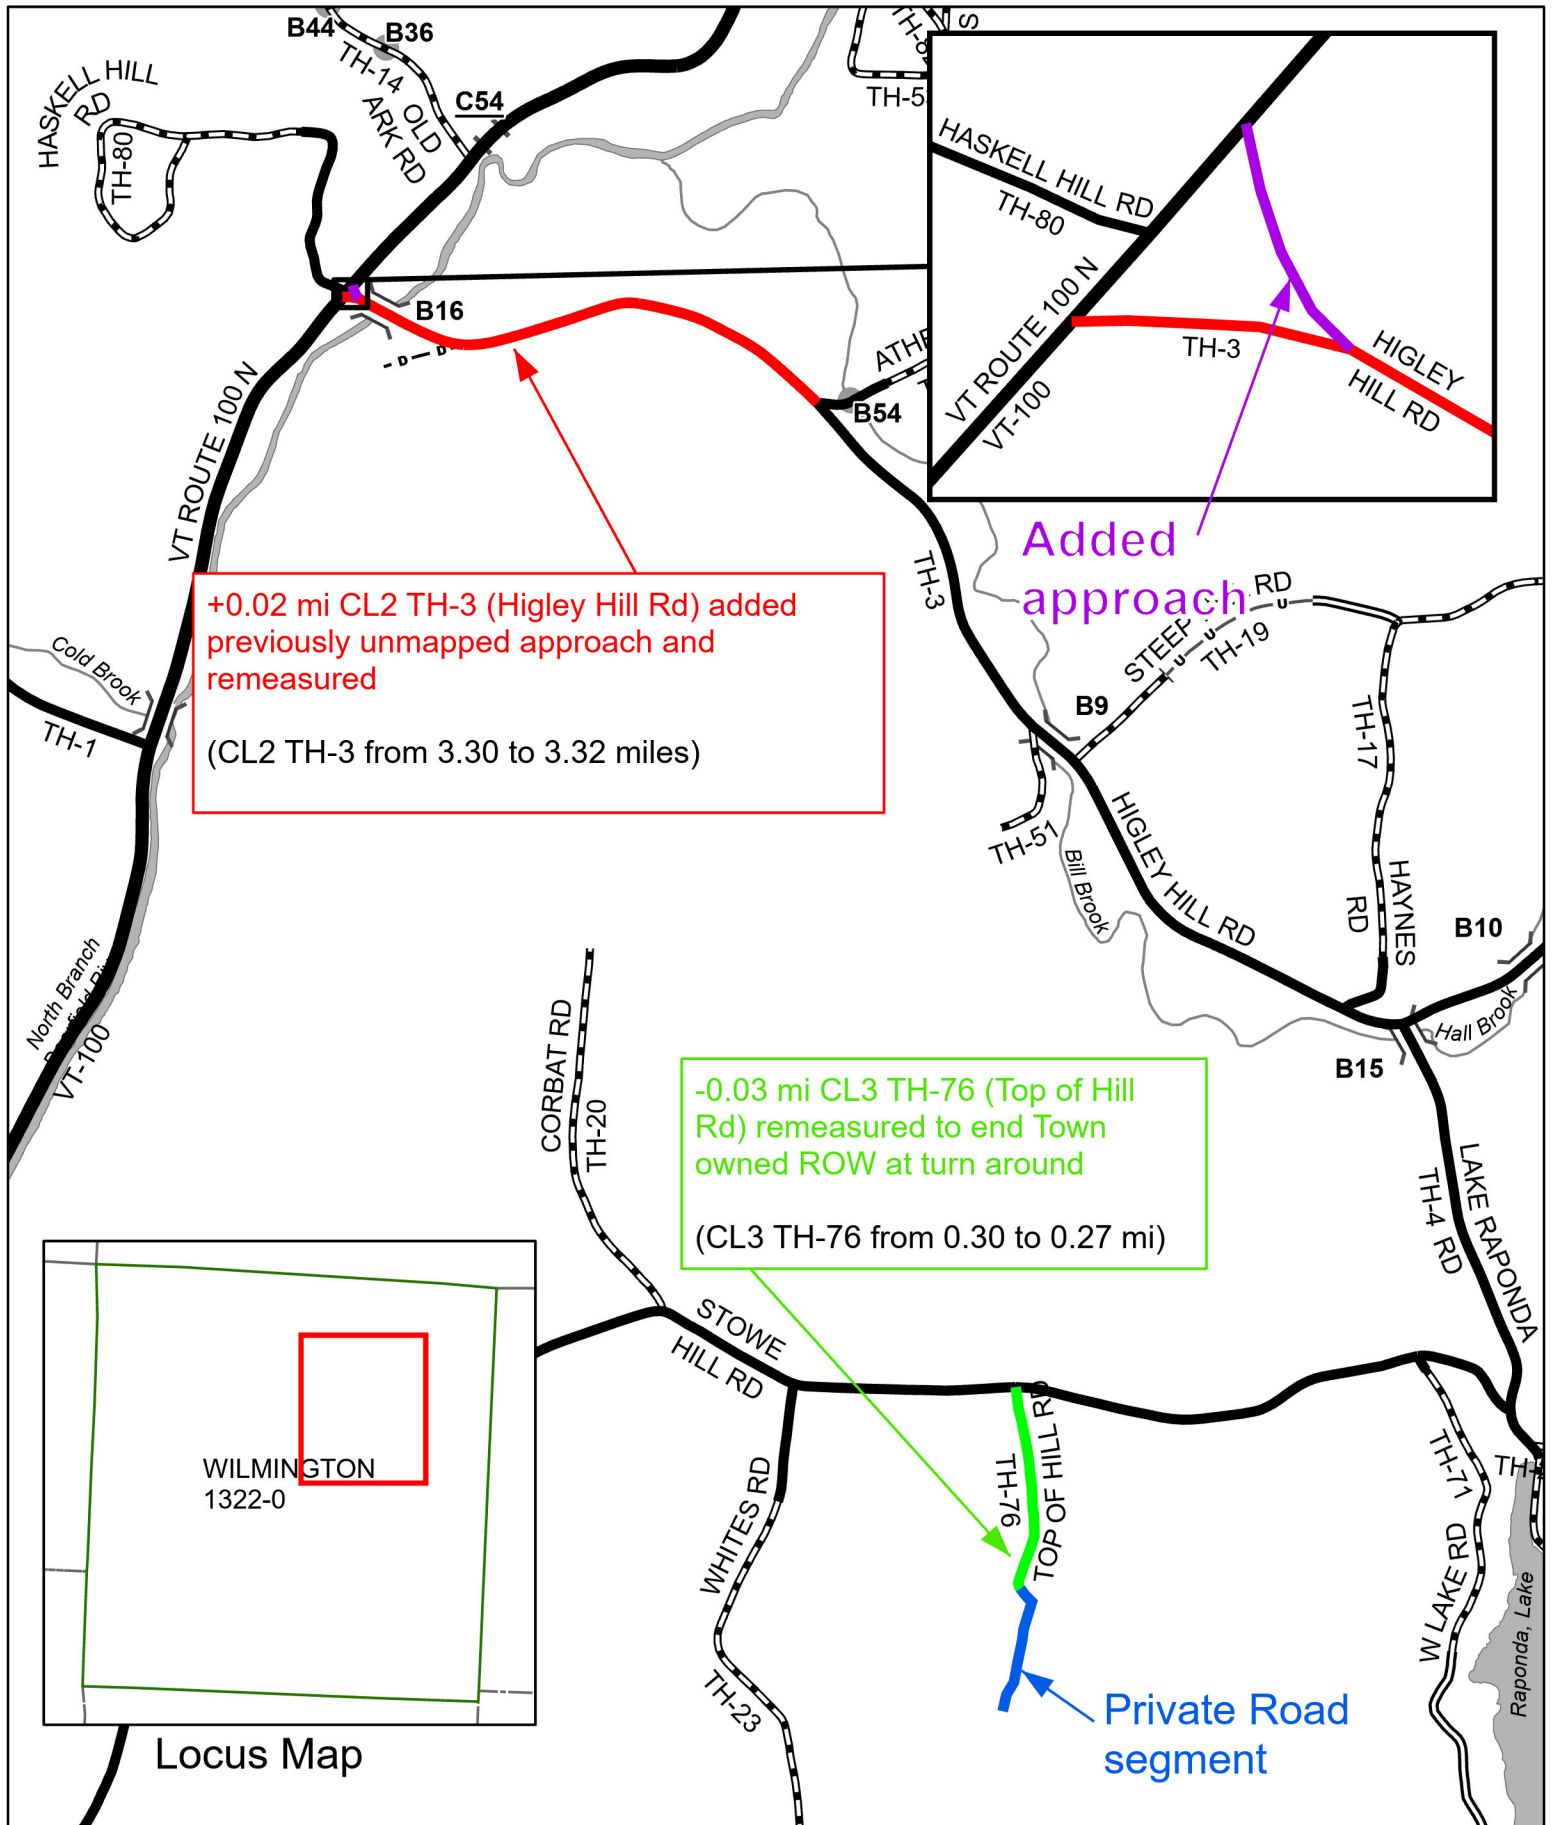 B44
B36
TH-14 OLD
ARK RD
C54
HASKELL HILL
RD
TH-80
TH-8
S
TH-5
HASKELL HILL RD
TH-80
VT ROUTE 100 N
VT-100
TH-3
HIGLEY
HILL RD
B16
D
D
ATHE
B54
VT ROUTE 100 N
Added
approach
TH-3
+0.02 mi CL2 TH-3 (Higley Hill Rd) added
previously unmapped approach and
remeasured
(CL2 TH-3 from 3.30 to 3.32 miles)
STEEP
RD
U
U
U
TH-19
Cold Brook
TH-1
B9
TH-17
TH-51
Bill Brook
HIGLEY HILL RD
HAYNES
RD
B10
North Branch
VT-100
Hall Brook
B15
CORBAT RD
TH-20
-0.03 mi CL3 TH-76 (Top of Hill
Rd) remeasured to end Town
owned ROW at turn around
(CL3 TH-76 from 0.30 to 0.27 mi)
LAKE RAPONDA
TH-4 RD
STOWE
HILL RD
WILMINGTON
1322-0
TOP OF HILL RD
TH-76
WHITES RD
TH-23
TH-71
TH-
W LAKE RD
Raponda, Lake
Private Road
segment
Locus Map